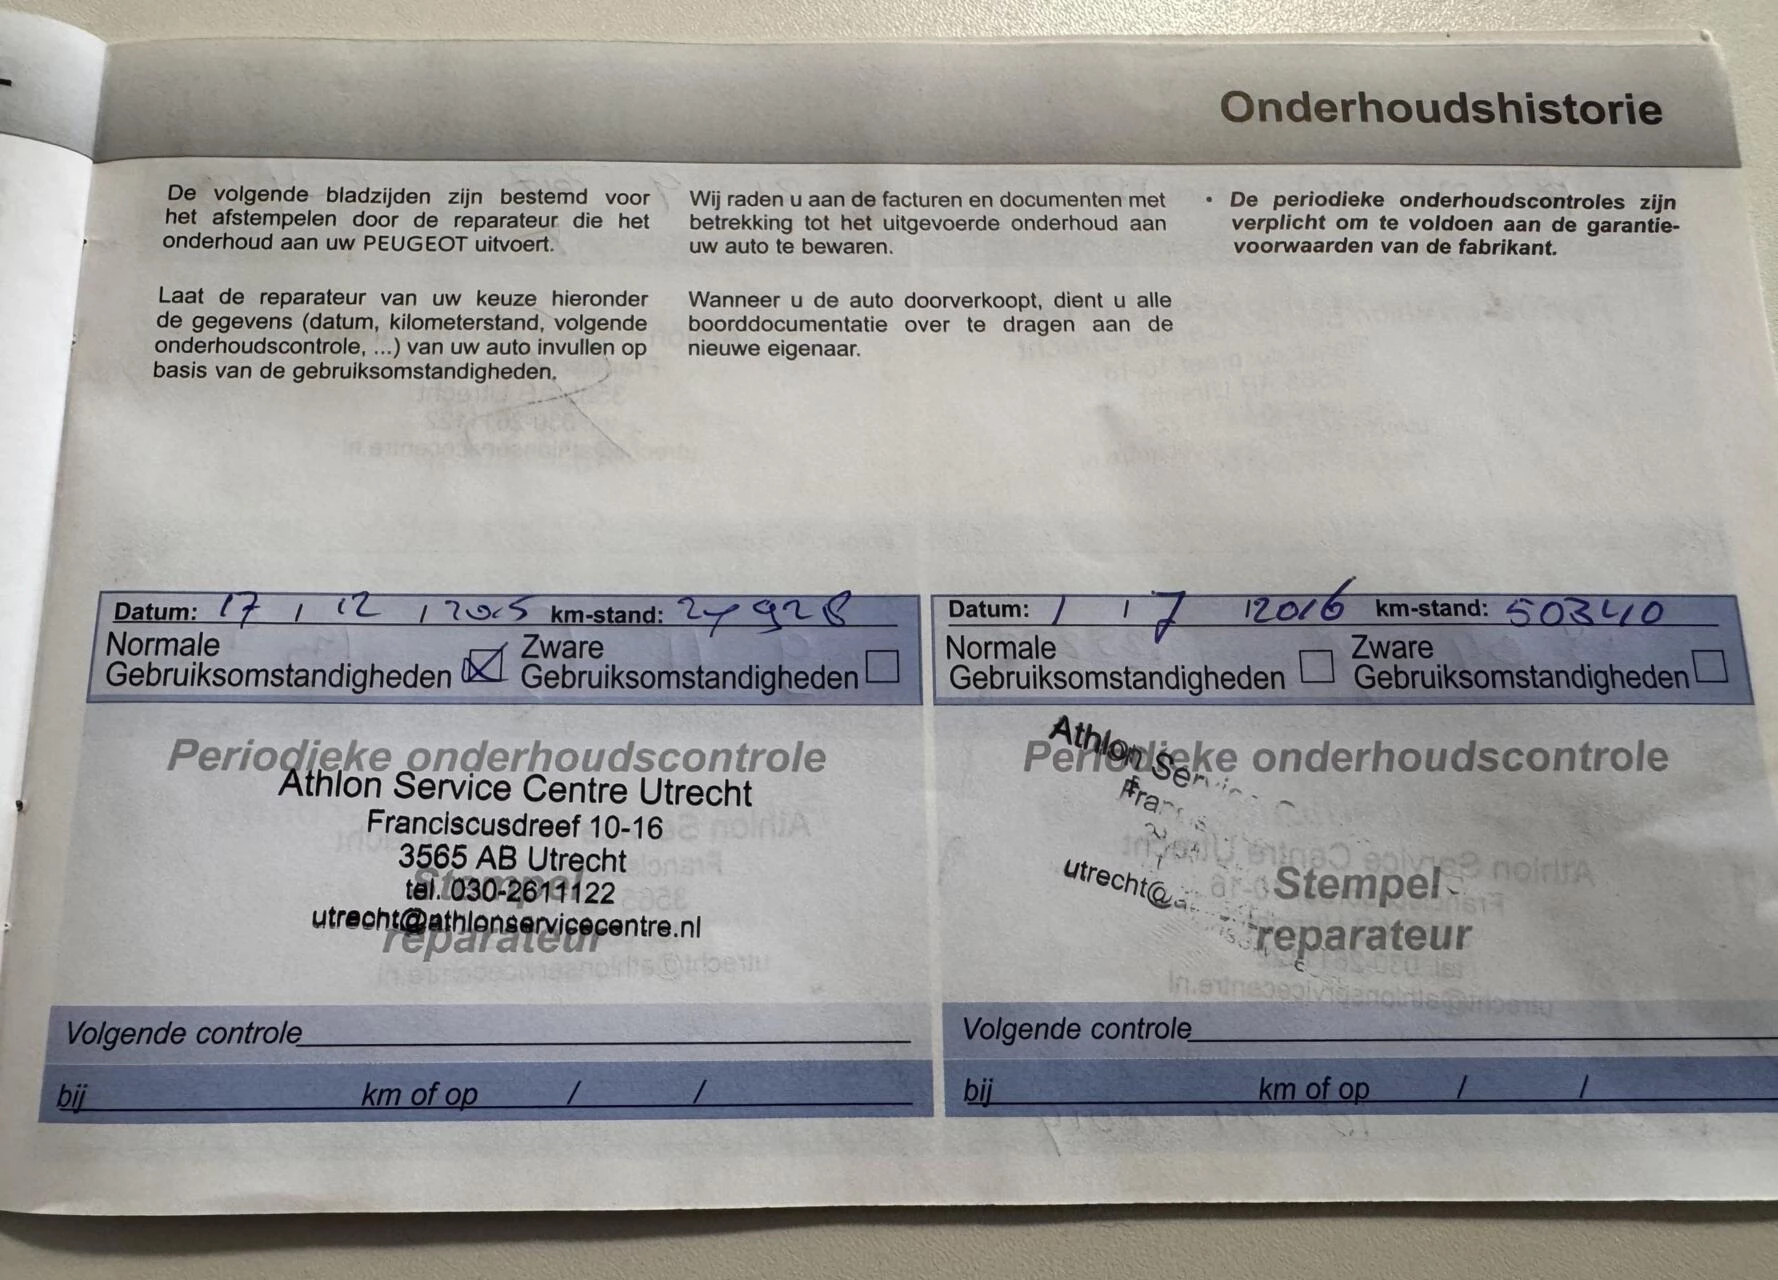 Onderhoudshistorie
De volgende bladzijden zijn bestemd voor
het afstempelen door de reparateur die het
onderhoud aan uw PEUGEOT uitvoert.
Laat de reparateur van uw keuze hieronder
de gegevens (datum, kilometerstand, volgende
onderhoudscontrole, ...) van uw auto invullen op
basis van de gebruiksomstandigheden.
Wij raden u aan de facturen en documenten met
betrekking tot het uitgevoerde onderhoud aan
uw auto te bewaren.
Wanneer u de auto doorverkoopt, dient u alle
boorddocumentatie over te dragen aan de
nieuwe eigenaar.
• De periodieke onderhoudscontroles zijn
verplicht om te voldoen aan de garantie-
voorwaarden van de fabrikant.
Datum: 17 / 12 / 2015 km-stand:
Normale
Gebruiksomstandigheden
Zware
Gebruiksomstandigheden
Periodieke onderhoudscontrole
Athlon Service Centre Utrecht
Franciscusdreef 10-16
3565 AB Utrecht
tel. 030-2611122
utrecht@athlonservicecentre.nl
Stempel
reparateur
Volgende controle
bij km of op / /
Datum: 1 / 7 / 2016 km-stand: 50340
Normale
Gebruiksomstandigheden
Zware
Gebruiksomstandigheden
Periodieke onderhoudscontrole
Athlon Service
utrecht@
Stempel
reparateur
Volgende controle
bij km of op / /